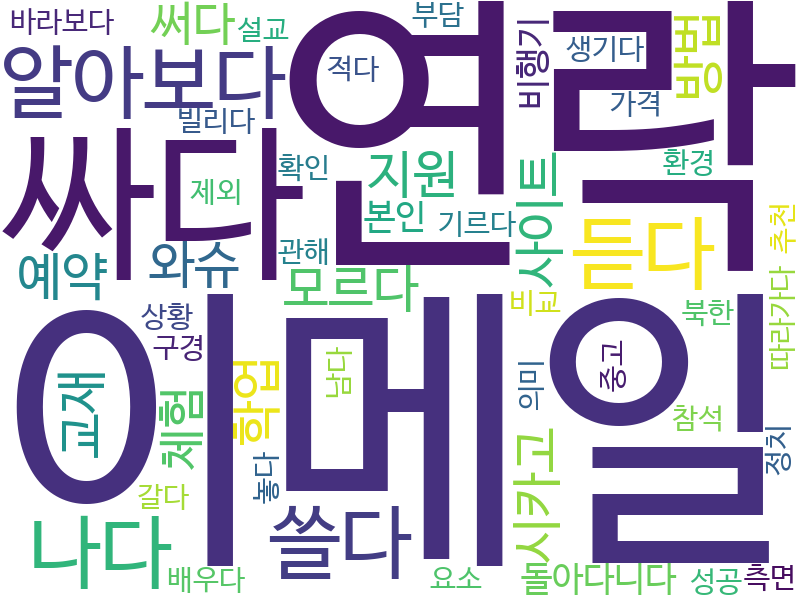 바라보다
써다
설교
부담
연락
비행기
생기다
방법
알아보다
적다
가격
빌리다
싸다
확인
지원
환경
제외
본인
기르다
사이트
듣다
추천
예약
와슈
관해
모르다
비교
북한
따라가다
상황
구경
이메일
중고
교재
체험
학업
남다
의미
참석
정치
갈다
놓다
시카고
나다
쓸다
배우다
요소
돌아다니다
성공
측면